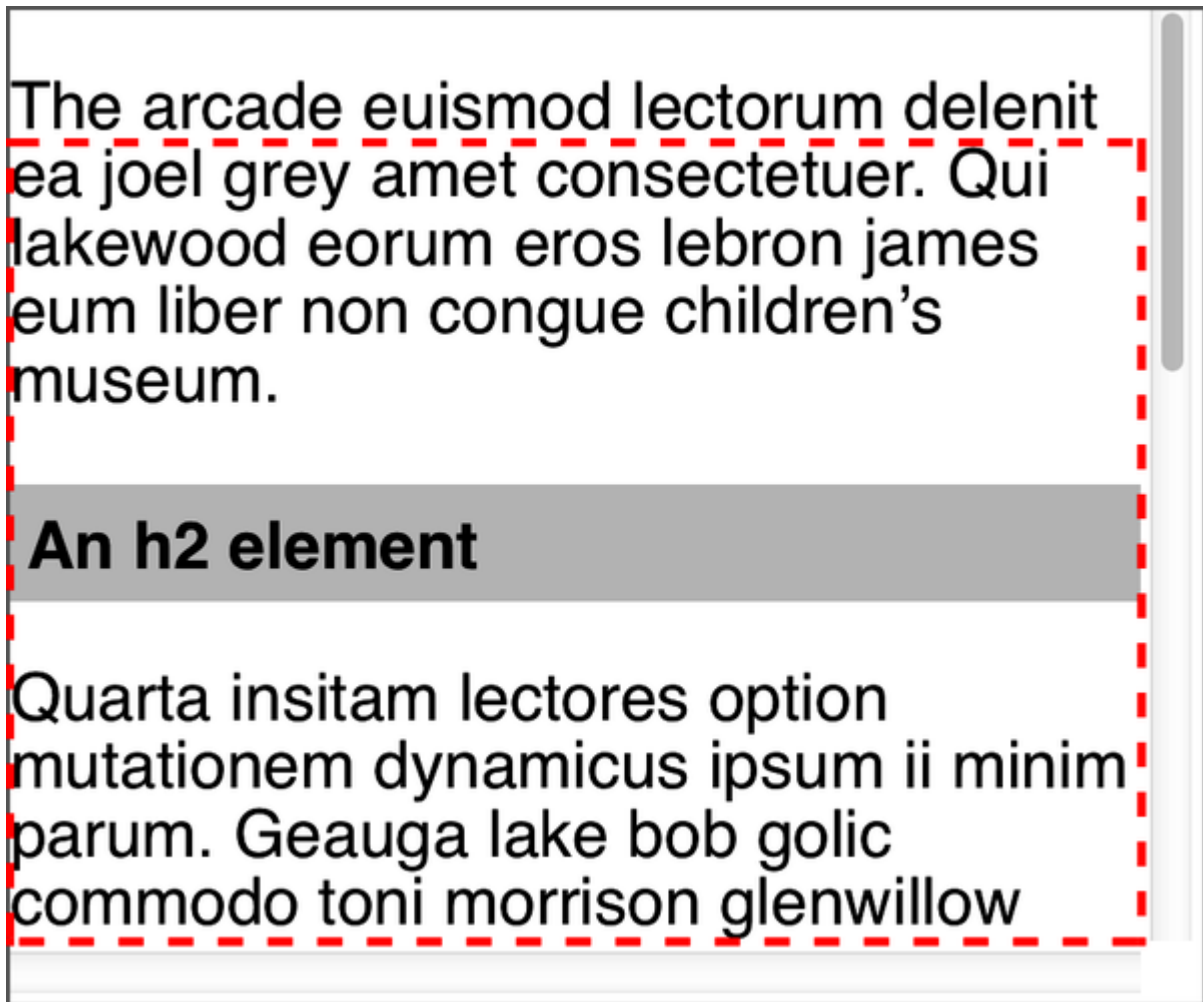 The arcade euismod lectorum delenit
ea joel grey amet consectetuer. Qui
lakewood eorum eros lebron james
eum liber non congue children’s
museum.
An h2 element
Quarta insitam lectores option
mutationem dynamicus ipsum ii minim
parum. Geauga lake bob golic
commodo toni morrison glenwillow